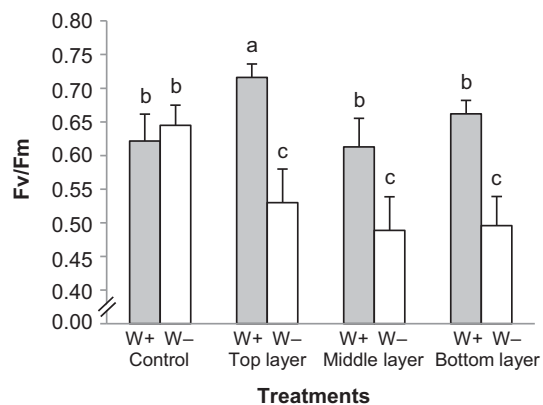 0.80
0.75
0.70
0.65
0.60
0.55
0.50
0.45
0.40
0.00
Fv/Fm
b b a c b c b c
W+ W– W+ W– W+ W– W+ W–
Control Top layer Middle layer Bottom layer
Treatments